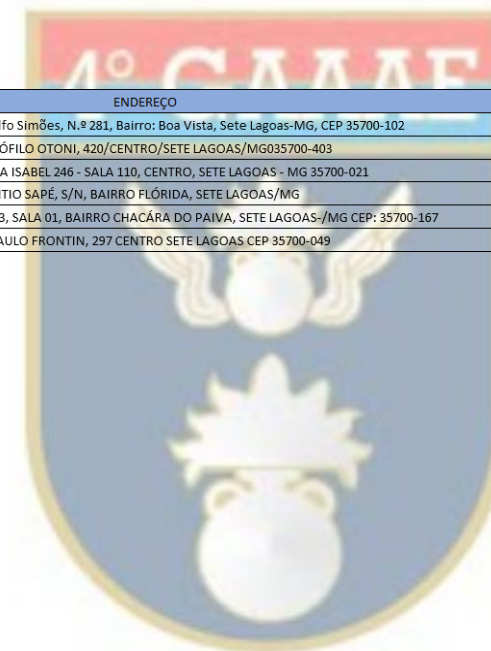 4° GAAAE
ENDEREÇO
lfo Simões, N.º 281, Bairro: Boa Vista, Sete Lagoas-MG, CEP 35700-102
ÓFILO OTONI, 420/CENTRO/SETE LAGOAS/MG035700-403
A ISABEL 246 - SALA 110, CENTRO, SETE LAGOAS - MG 35700-021
TIO SAPÉ, S/N, BAIRRO FLÓRIDA, SETE LAGOAS/MG
3, SALA 01, BAIRRO CHACÁRA DO PAIVA, SETE LAGOAS-/MG CEP: 35700-167
AULO FRONTIN, 297 CENTRO SETE LAGOAS CEP 35700-049